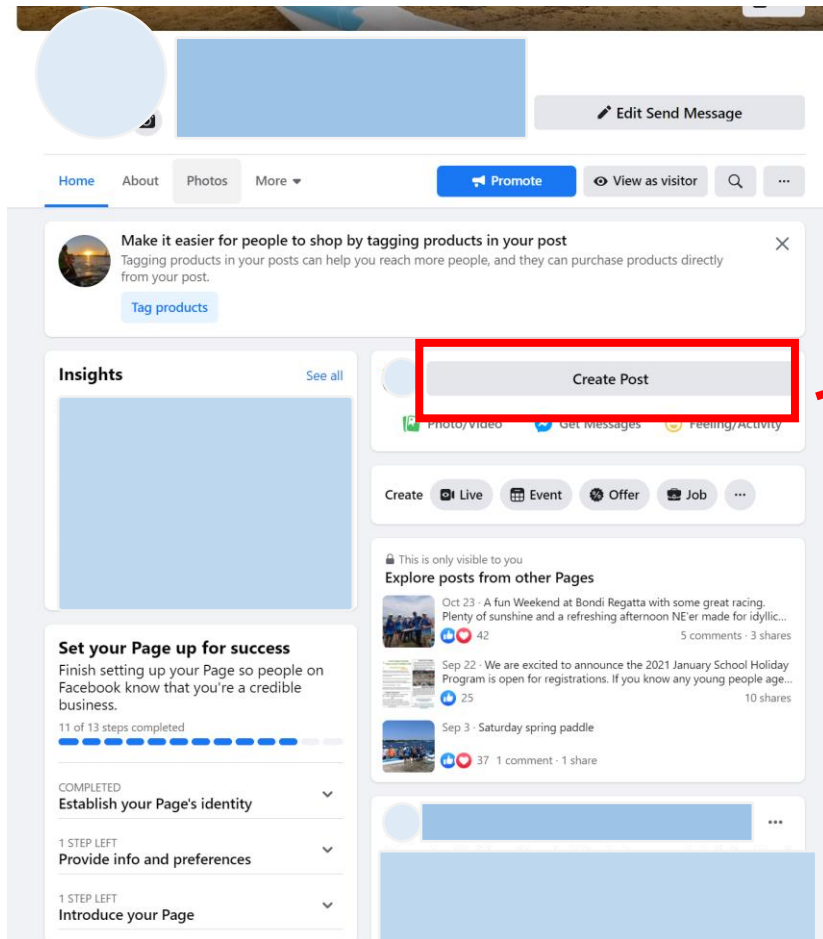 Edit Send Message
Home About Photos More
Promote View as visitor ...
Make it easier for people to shop by tagging products in your post
Tagging products in your posts can help you reach more people, and they can purchase products directly
from your post.
Tag products
Insights See all
Create Post
Photo/Video Get Messages Feeling/Activity
Create Live Event Offer Job ...
This is only visible to you
Explore posts from other Pages
Oct 23 · A fun Weekend at Bondi Regatta with some great racing.
Plenty of sunshine and a refreshing afternoon NE'er made for idyllic...
42 5 comments · 3 shares
Sep 22 · We are excited to announce the 2021 January School Holiday
Program is open for registrations. If you know any young people age...
25 10 shares
Sep 3 · Saturday spring paddle
37 1 comment · 1 share
Set your Page up for success
Finish setting up your Page so people on
Facebook know that you're a credible
business.
11 of 13 steps completed
COMPLETED
Establish your Page's identity
1 STEP LEFT
Provide info and preferences
1 STEP LEFT
Introduce your Page
...